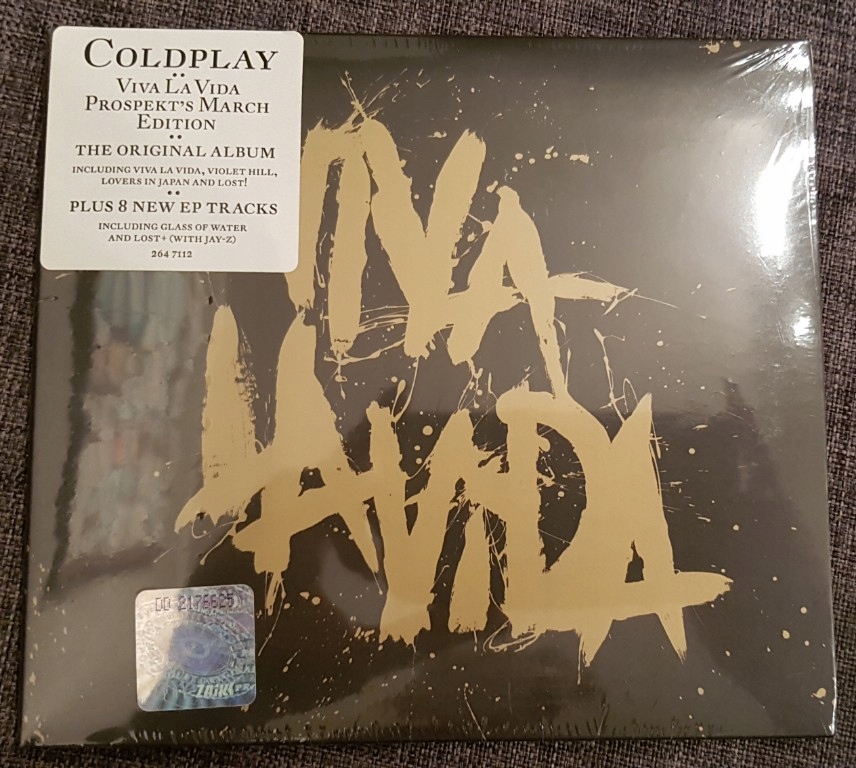 COLDPLAY
VIVA LA VIDA
PROSPEKT'S MARCH
EDITION
THE ORIGINAL ALBUM
INCLUDING VIVA LA VIDA, VIOLET HILL,
LOVERS IN JAPAN AND LOST!
PLUS 8 NEW EP TRACKS
INCLUDING GLASS OF WATER
AND LOST+ (WITH JAY-Z)
264 7112
VIVA
LA VIDA